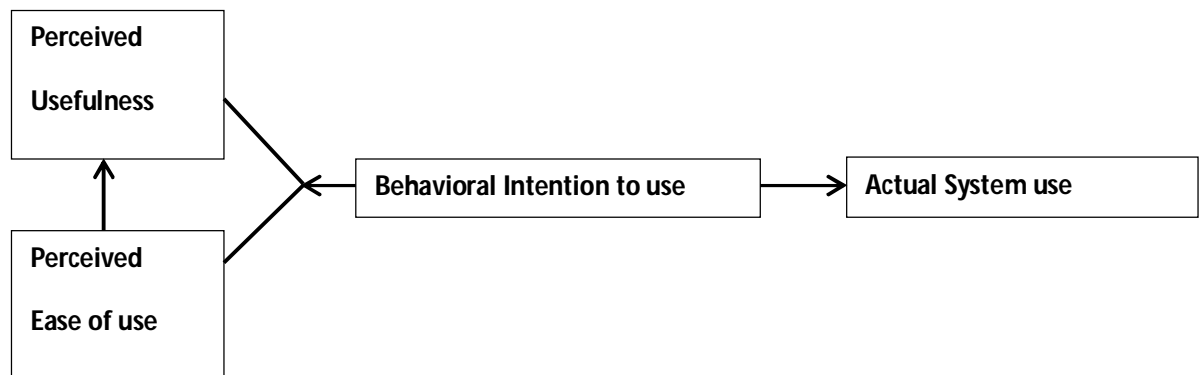 Perceived
Usefulness
Behavioral Intention to use
Actual System use
Perceived
Ease of use